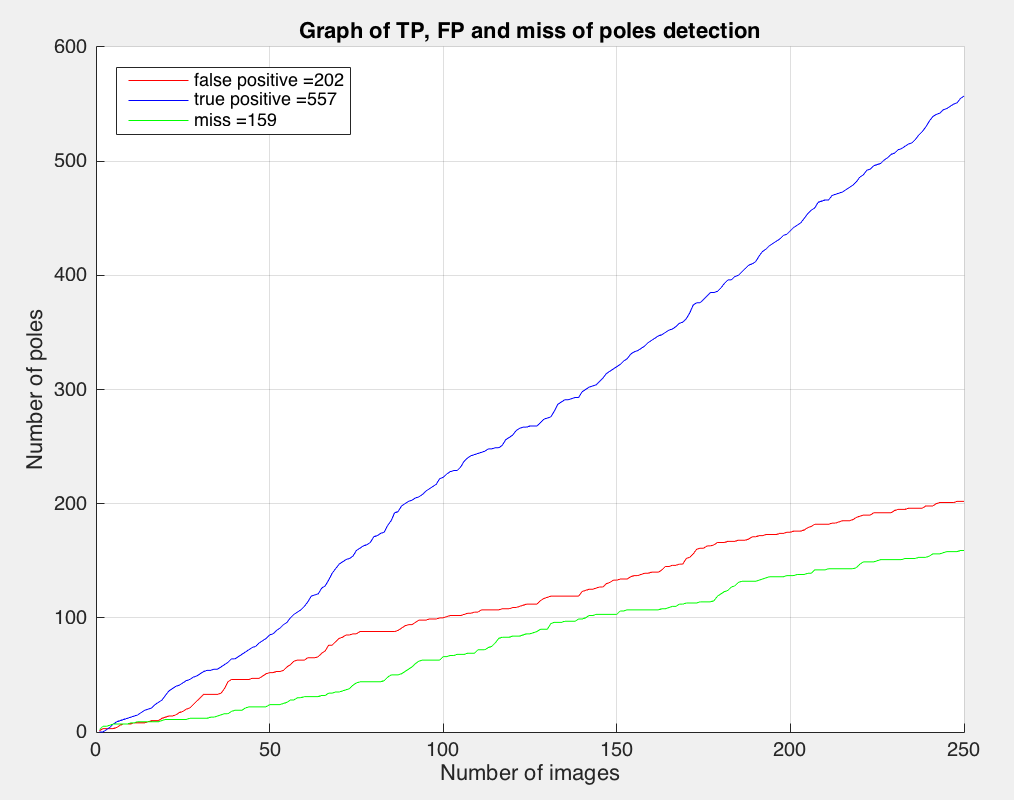 Graph of TP, FP and miss of poles detection
600
500
400
300
200
100
0
false positive =202
true positive =557
miss =159
Number of poles
0 50 100 150 200 250
Number of images